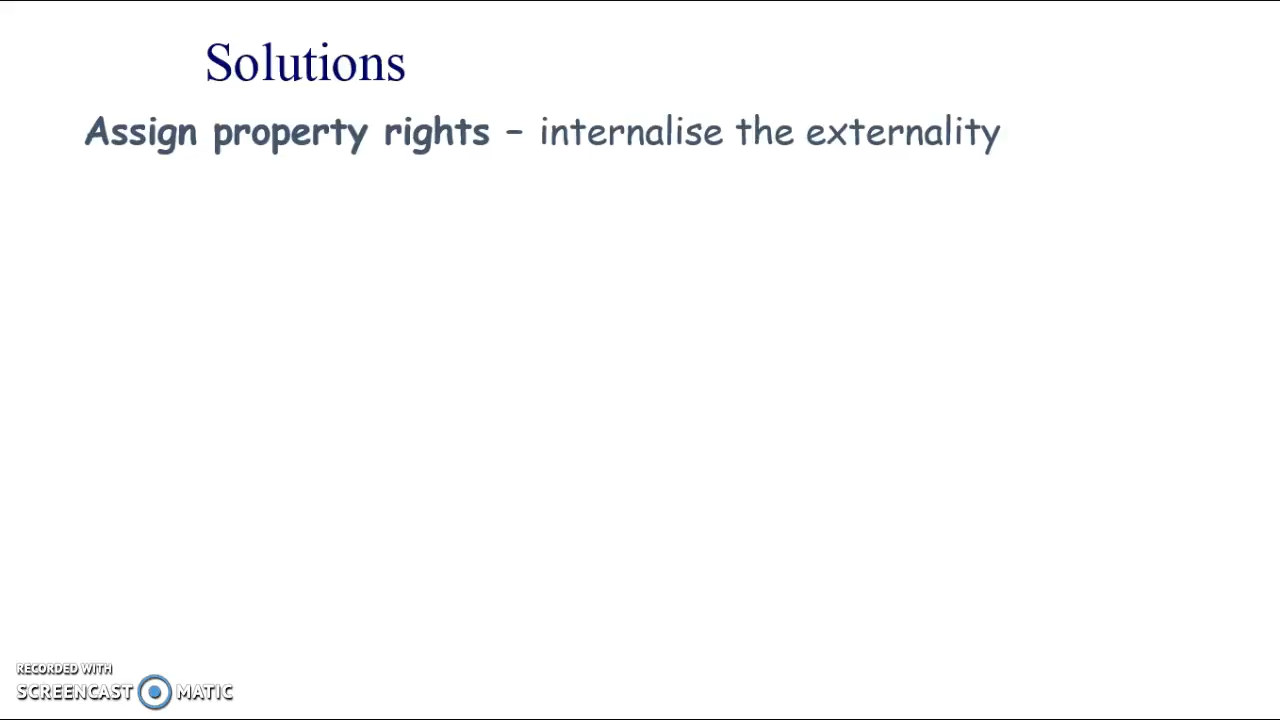 Solutions
Assign property rights – internalise the externality
RECORDED WITH
SCREENCAST MATIC